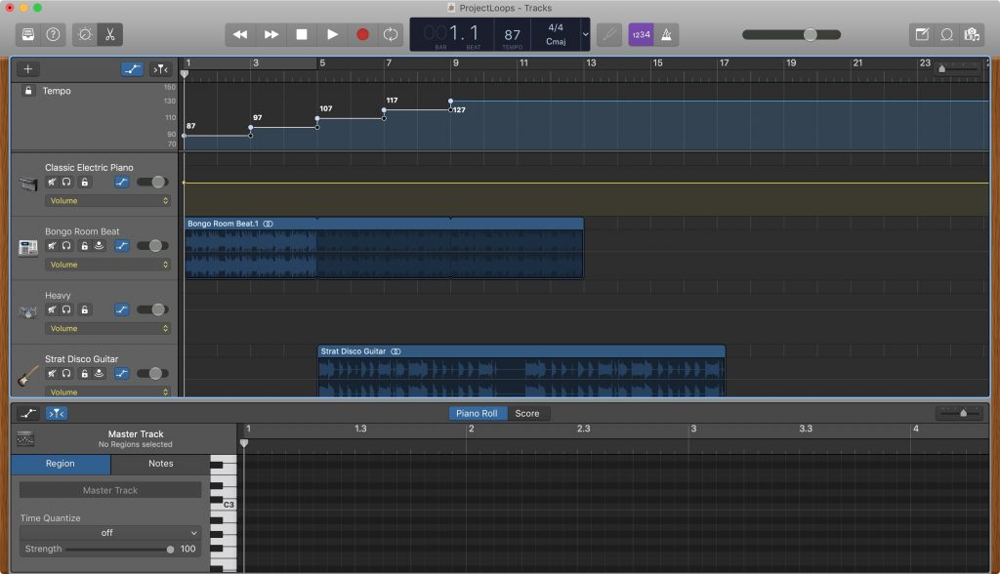 ProjectLoops - Tracks
001.1 87 4/4 Cmaj
BAR BEAT TEMPO
1234
1 3 5 7 9 11 13 15 17 19 21 23
Tempo
150
130
110
90
70
87 97 107 117 127
Classic Electric Piano
Volume
Bongo Room Beat
Volume
Bongo Room Beat.1
Heavy
Volume
Strat Disco Guitar
Volume
Strat Disco Guitar
Piano Roll Score
Master Track
No Regions selected
1 1.3 2 2.3 3 3.3 4
Region Notes
Master Track
C3
Time Quantize
off
Strength 100